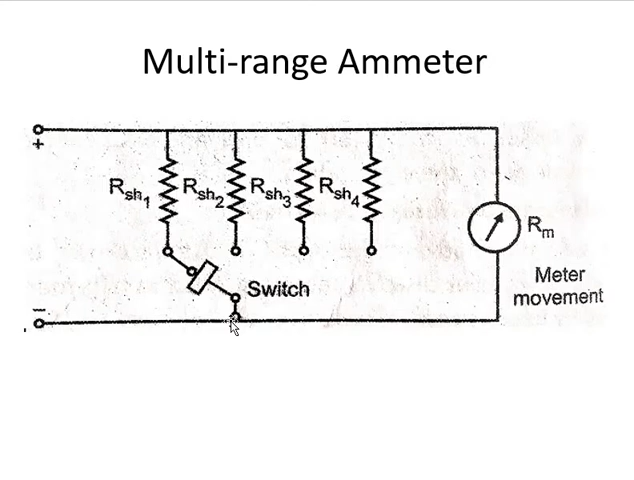 Multi-range Ammeter
+
Rsh1
Rsh2
Rsh3
Rsh4
Rm
Switch
Meter
movement
−